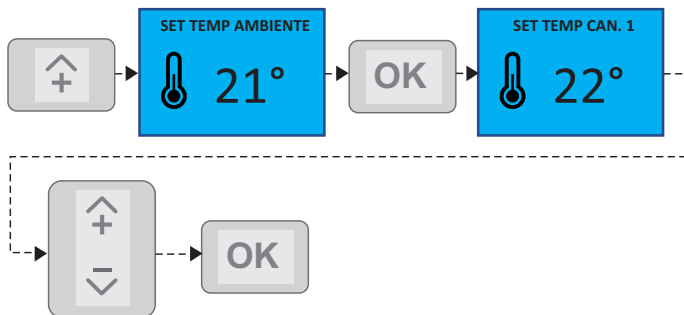 +
SET TEMP AMBIENTE
21°
OK
SET TEMP CAN. 1
22°
+
−
OK